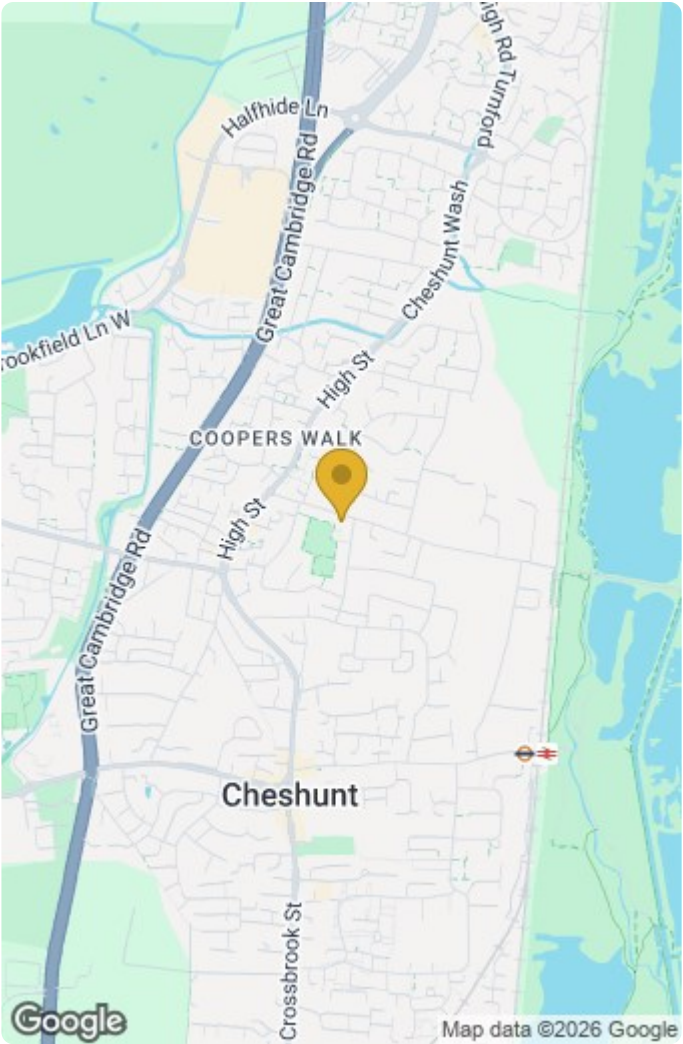 High Rd Turnford
Halfhide Ln
Great Cambridge Rd
Cheshunt Wash
rookfield Ln W
High St
COOPERS WALK
High St
Great Cambridge Rd
Cheshunt
Crossbrook St
Google
Map data ©2026 Google